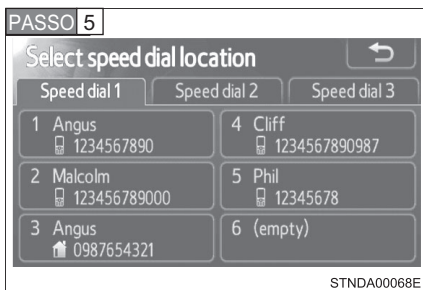 PASSO 5
Select speed dial location
Speed dial 1 Speed dial 2 Speed dial 3
1 Angus
1234567890
2 Malcolm
123456789000
3 Angus
0987654321
4 Cliff
1234567890987
5 Phil
12345678
6 (empty)
STNDA00068E